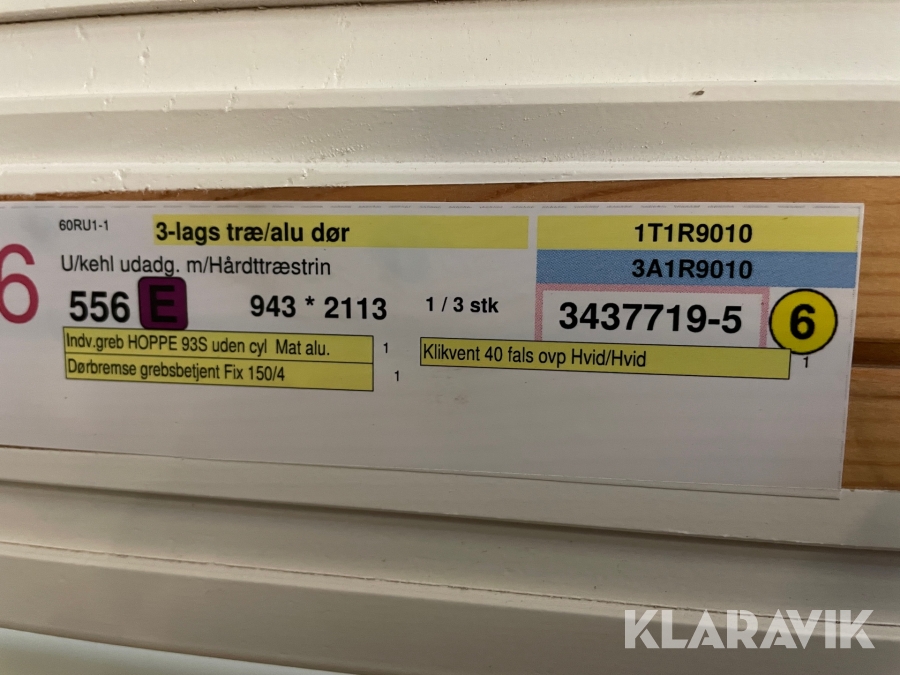 60RU1-1
3-lags træ/alu dør
1T1R9010
6
U/kehl udadg. m/Hårdttræstrin
3A1R9010
556 E 943 * 2113 1 / 3 stk 3437719-5 6
Indv.greb HOPPE 93S uden cyl Mat alu. 1
Klikvent 40 fals ovp Hvid/Hvid 1
Dørbremse grebsbetjent Fix 150/4 1
KLARAVIK